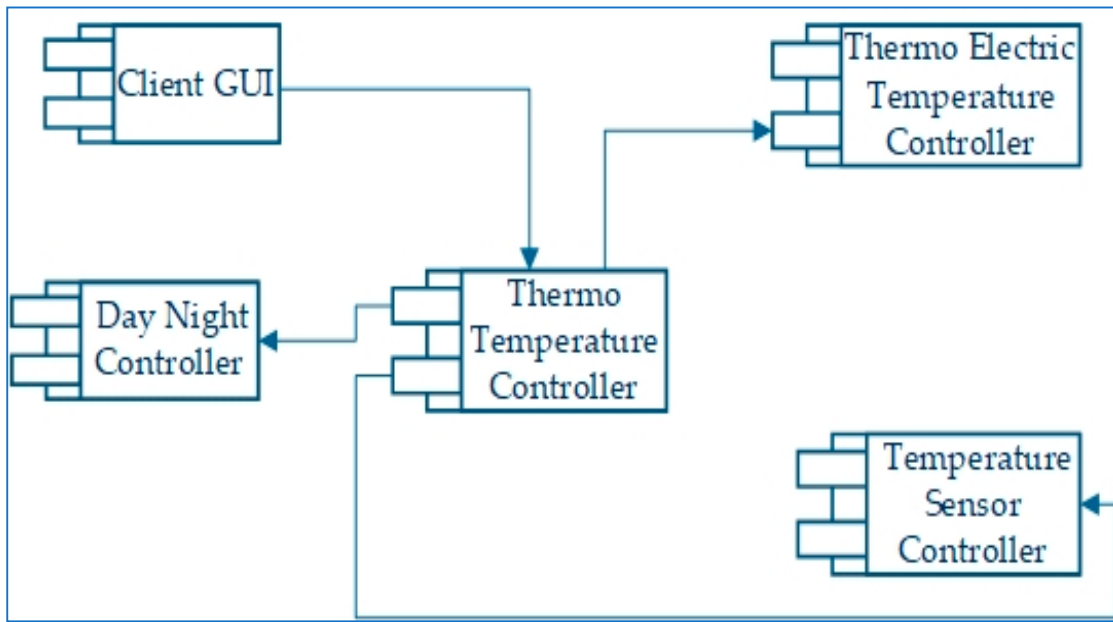 Client GUI
Thermo Electric
Temperature
Controller
Day Night
Controller
Thermo
Temperature
Controller
Temperature
Sensor
Controller